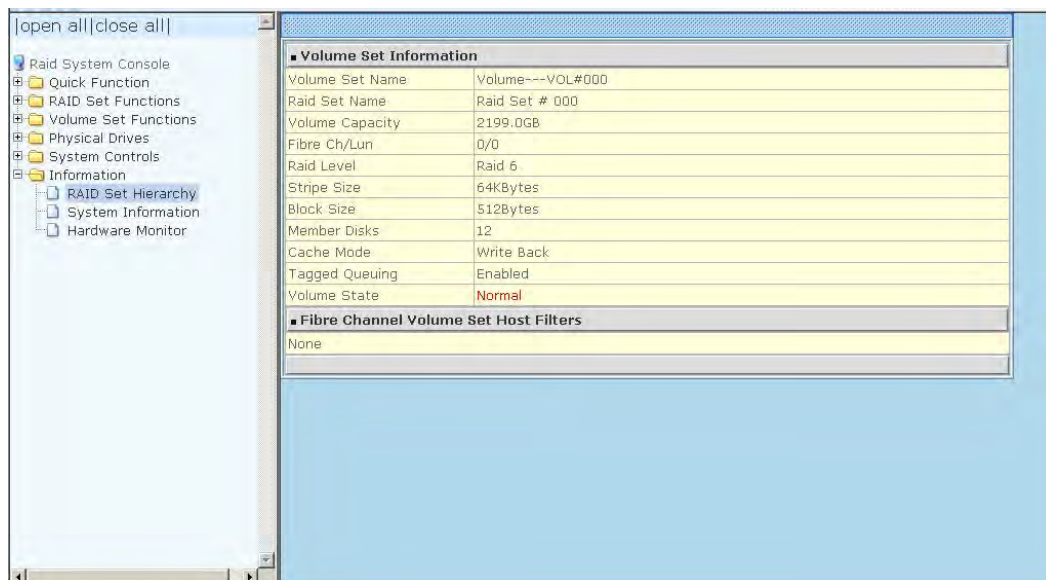 |open all|close all|
Raid System Console
Quick Function
RAID Set Functions
Volume Set Functions
Physical Drives
System Controls
Information
RAID Set Hierarchy
System Information
Hardware Monitor
Volume Set Information
Volume Set Name Volume---VOL#000
Raid Set Name Raid Set # 000
Volume Capacity 2199.0GB
Fibre Ch/Lun 0/0
Raid Level Raid 6
Stripe Size 64KBytes
Block Size 512Bytes
Member Disks 12
Cache Mode Write Back
Tagged Queuing Enabled
Volume State Normal
Fibre Channel Volume Set Host Filters
None